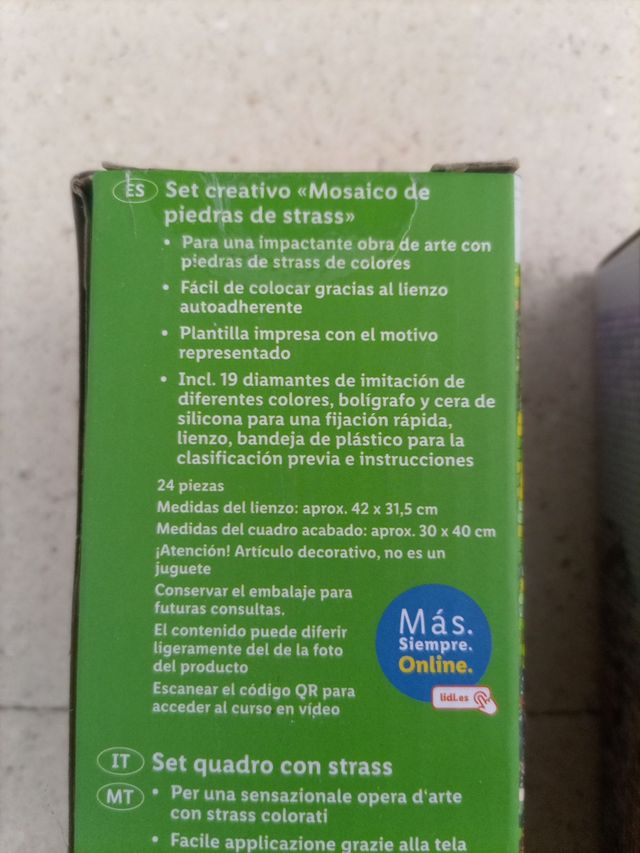 ES Set creativo «Mosaico de
piedras de strass»
• Para una impactante obra de arte con
piedras de strass de colores
• Fácil de colocar gracias al lienzo
autoadherente
• Plantilla impresa con el motivo
representado
• Incl. 19 diamantes de imitación de
diferentes colores, bolígrafo y cera de
silicona para una fijación rápida,
lienzo, bandeja de plástico para la
clasificación previa e instrucciones
24 piezas
Medidas del lienzo: aprox. 42 x 31,5 cm
Medidas del cuadro acabado: aprox. 30 x 40 cm
¡Atención! Artículo decorativo, no es un
juguete
Conservar el embalaje para
futuras consultas.
El contenido puede diferir
ligeramente del de la foto
del producto
Escanear el código QR para
acceder al curso en vídeo
Más.
Siempre.
Online.
lidl.es
IT Set quadro con strass
MT • Per una sensazionale opera d'arte
con strass colorati
• Facile applicazione grazie alla tela